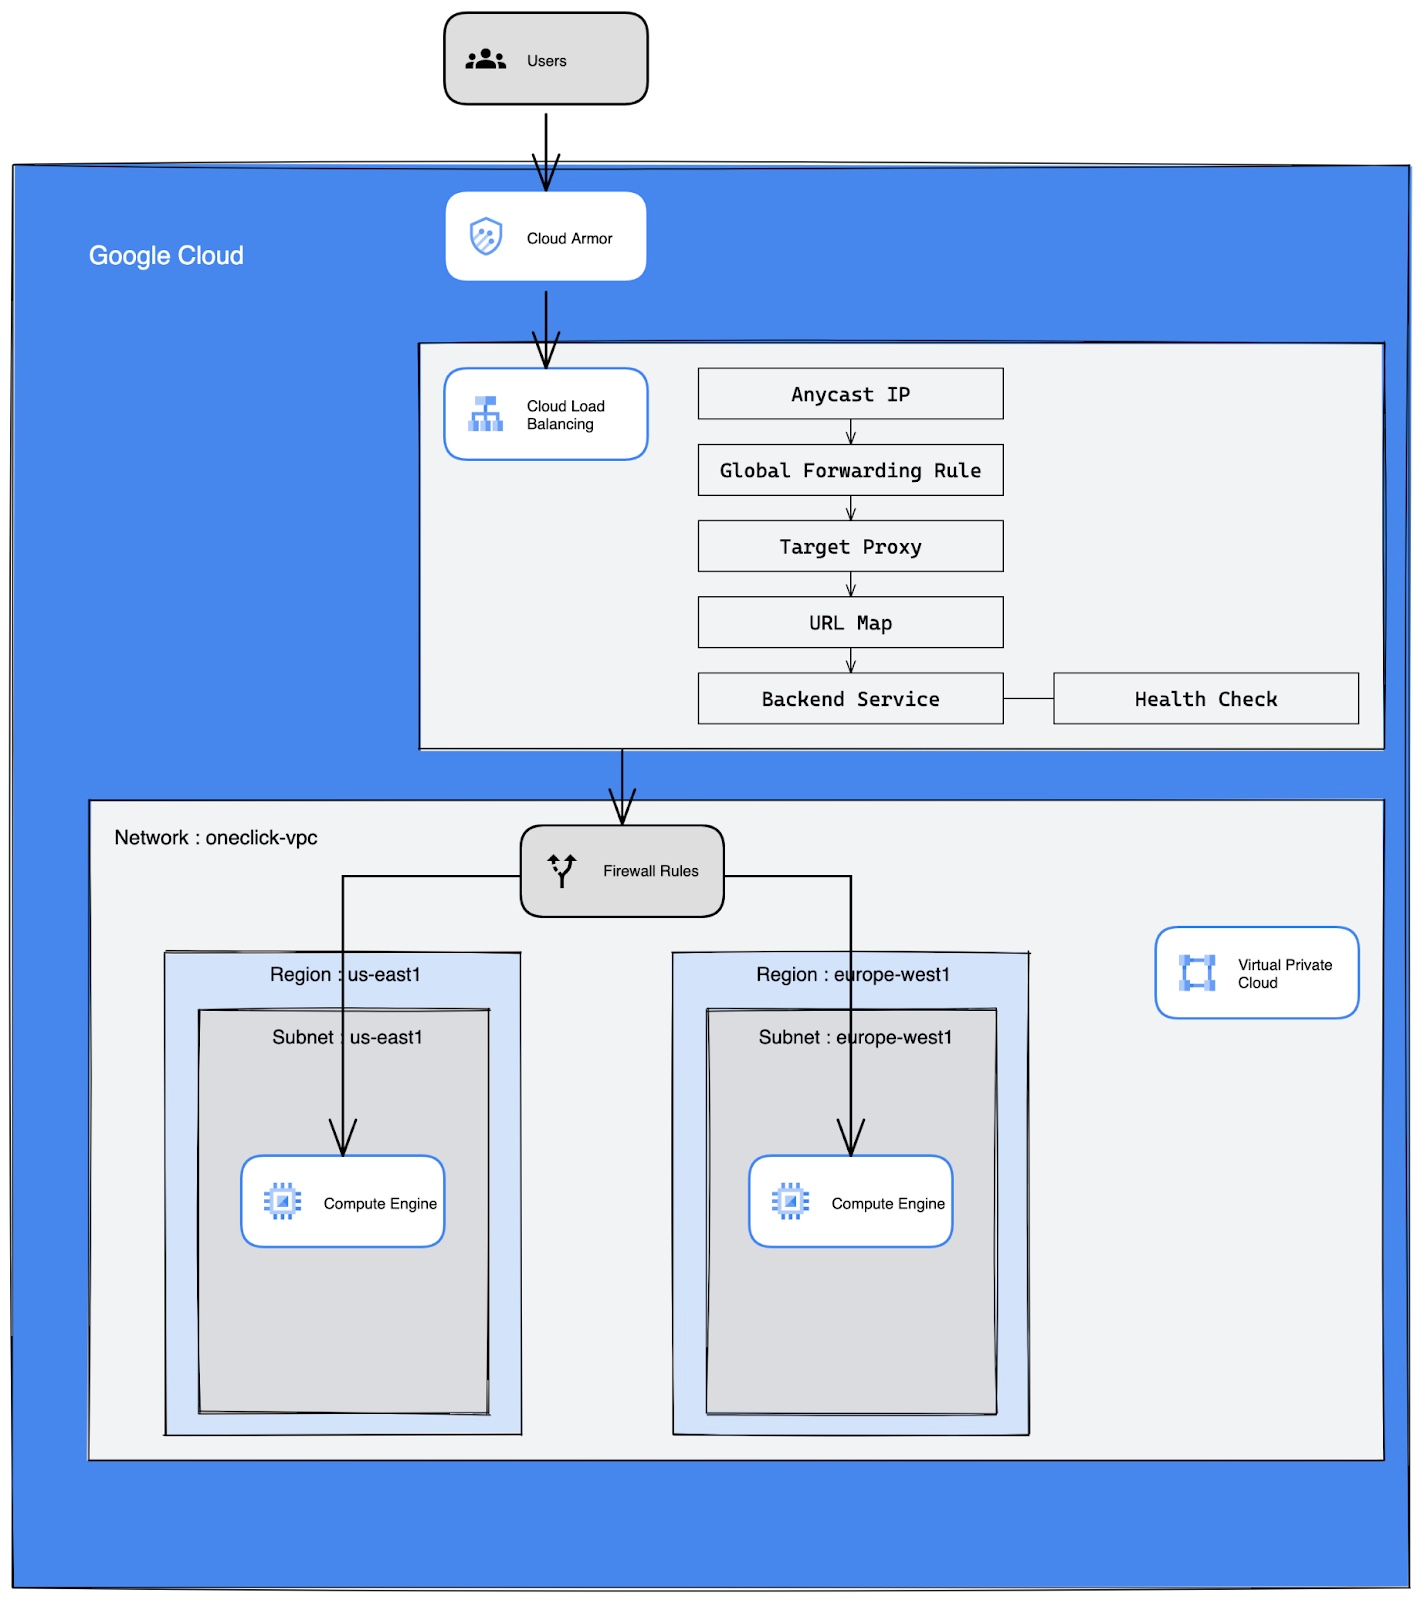 Users
Cloud Armor
Google Cloud
Cloud Load
Balancing
Anycast IP
Global Forwarding Rule
Target Proxy
URL Map
Backend Service
Health Check
Network : oneclick-vpc
Firewall Rules
Virtual Private
Cloud
Region : us-east1
Subnet : us-east1
Compute Engine
Region : europe-west1
Subnet : europe-west1
Compute Engine